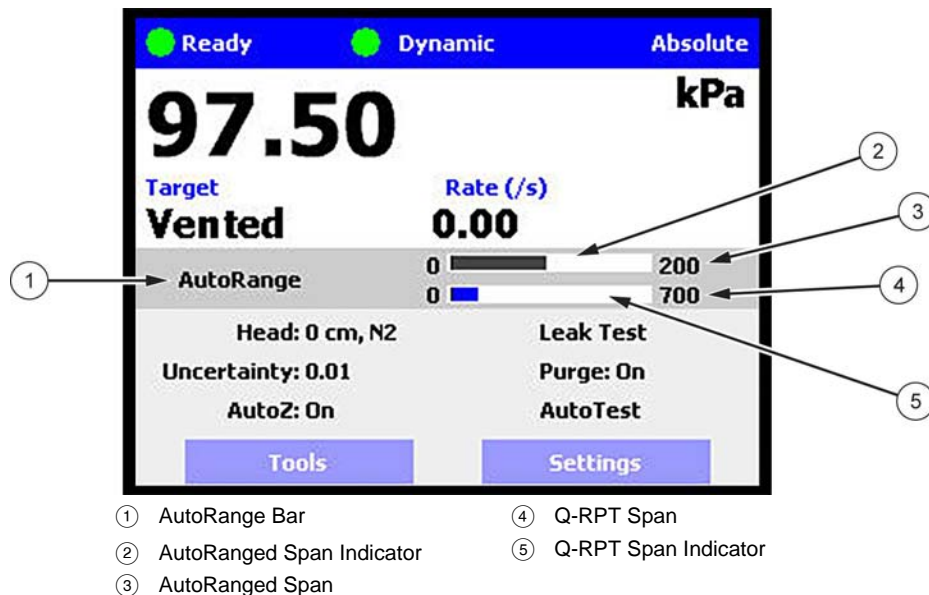 Ready Dynamic Absolute
97.50 kPa
Target Rate (/s)
Vented 0.00
2
3
1
AutoRange
0 200
0 700
4
Head: 0 cm, N2 Leak Test
Uncertainty: 0.01 Purge: On
5
AutoZ: On AutoTest
Tools Settings
1 AutoRange Bar
2 AutoRanged Span Indicator
3 AutoRanged Span
4 Q-RPT Span
5 Q-RPT Span Indicator